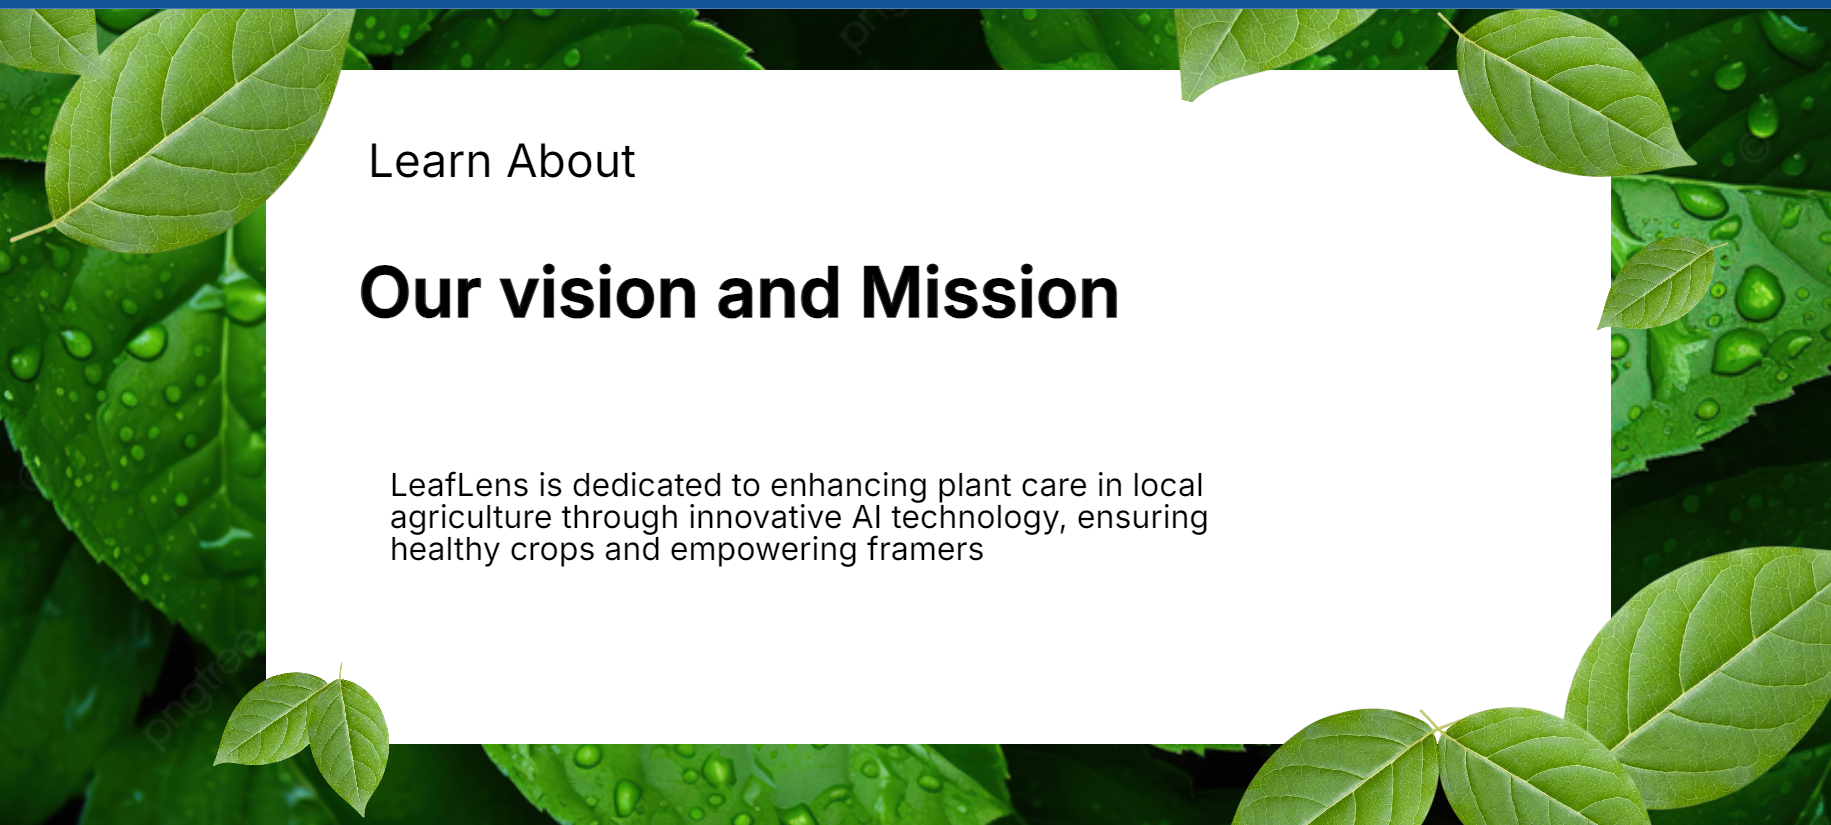 Learn About
Our vision and Mission
LeafLens is dedicated to enhancing plant care in local
agriculture through innovative AI technology, ensuring
healthy crops and empowering framers
pngtree